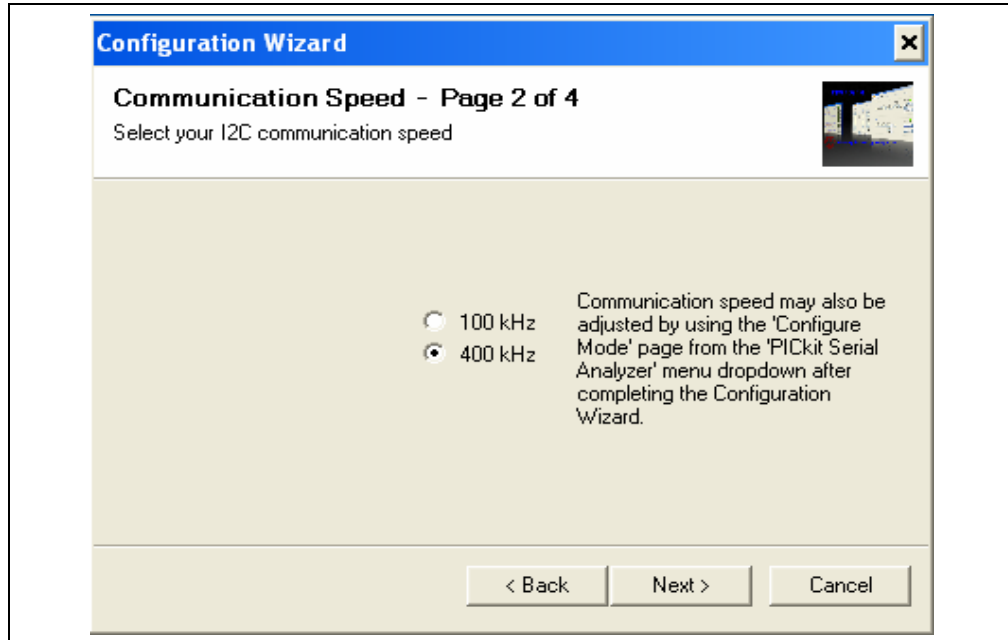 Configuration Wizard
Communication Speed - Page 2 of 4
Select your I2C communication speed
100 kHz
400 kHz
Communication speed may also be
adjusted by using the 'Configure
Mode' page from the 'PICkit Serial
Analyzer' menu dropdown after
completing the Configuration
Wizard.
< Back
Next >
Cancel